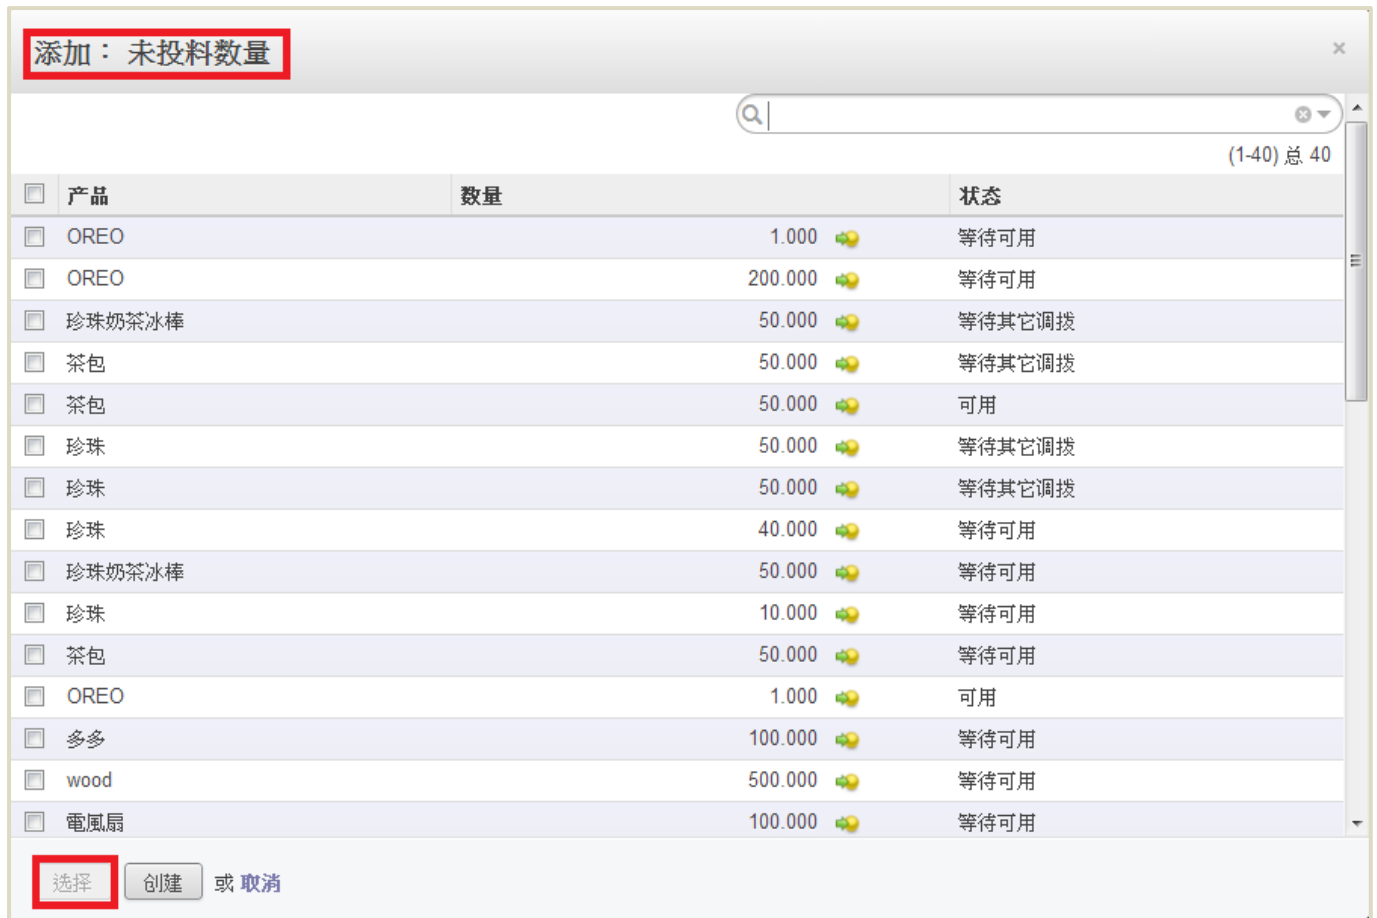 添加： 未投料数量
(1-40) 总 40
产品 数量 状态
OREO 1.000 等待可用
OREO 200.000 等待可用
珍珠奶茶冰棒 50.000 等待其它调拨
茶包 50.000 等待其它调拨
茶包 50.000 可用
珍珠 50.000 等待其它调拨
珍珠 50.000 等待其它调拨
珍珠 40.000 等待可用
珍珠奶茶冰棒 50.000 等待可用
珍珠 10.000 等待可用
茶包 50.000 等待可用
OREO 1.000 可用
多多 100.000 等待可用
wood 500.000 等待可用
電風扇 100.000 等待可用
选择 创建 或 取消